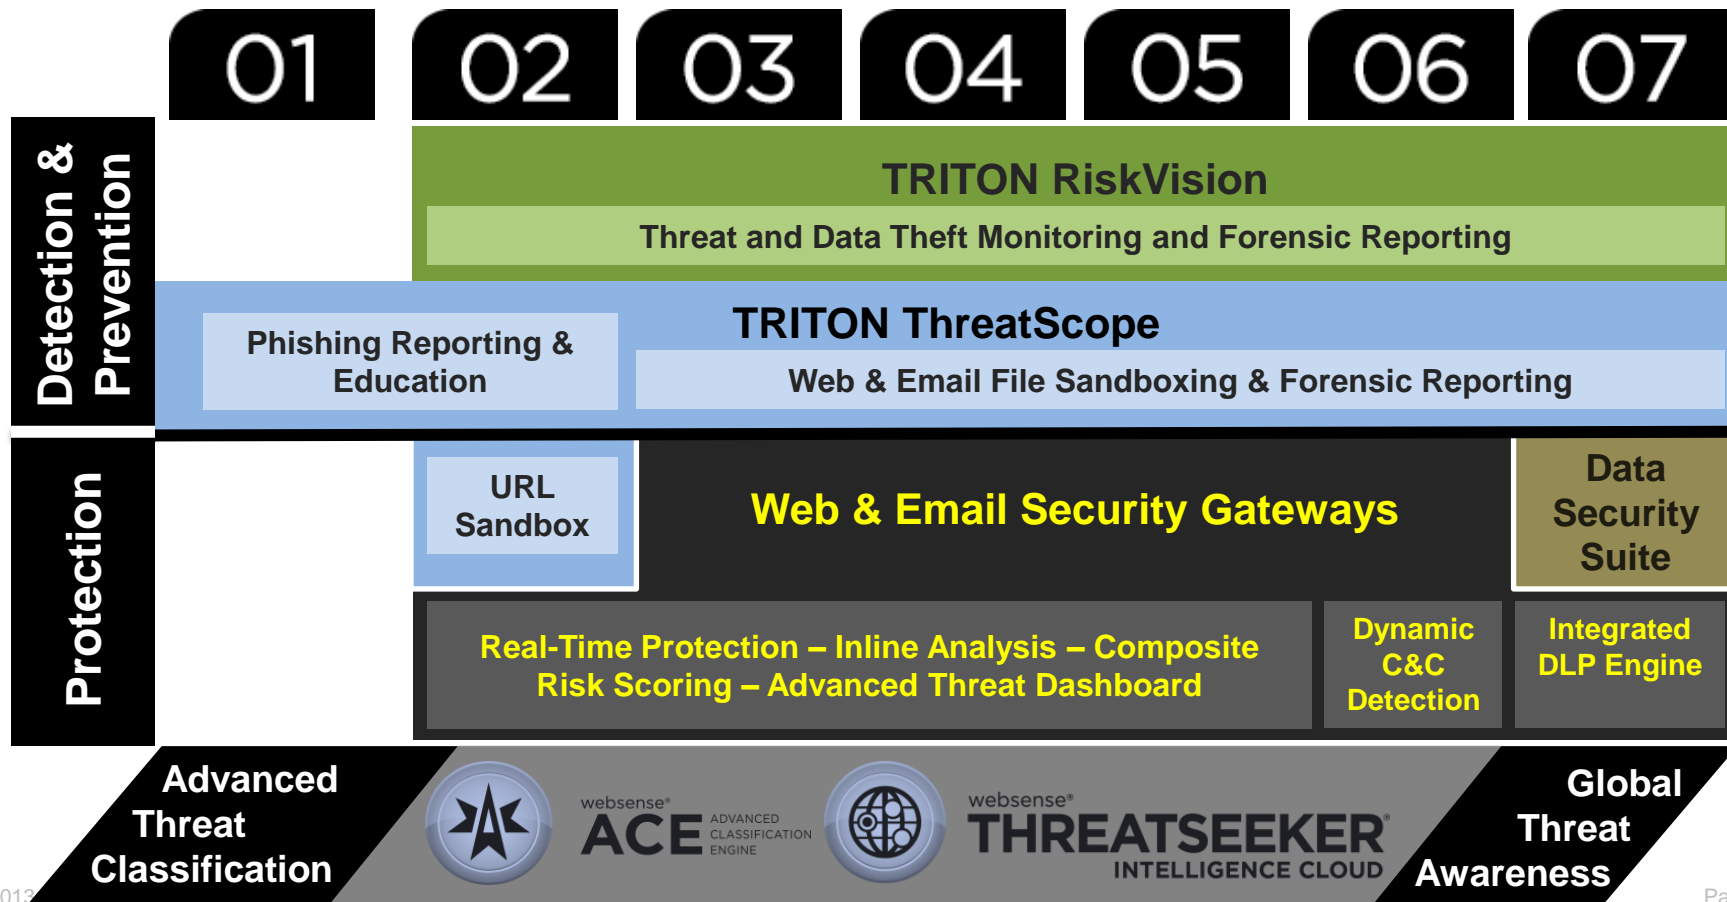 01 02 03 04 05 06 07
Detection &
Prevention
TRITON RiskVision
Threat and Data Theft Monitoring and Forensic Reporting
TRITON ThreatScope
Phishing Reporting &
Education
Web & Email File Sandboxing & Forensic Reporting
Protection
URL
Sandbox
Web & Email Security Gateways
Data
Security
Suite
Real-Time Protection – Inline Analysis – Composite
Risk Scoring – Advanced Threat Dashboard
Dynamic
C&C
Detection
Integrated
DLP Engine
Advanced
Threat
Classification
websense®
ACE ADVANCED
CLASSIFICATION
ENGINE
websense®
THREATSEEKER®
INTELLIGENCE CLOUD
Global
Threat
Awareness
013
Pa